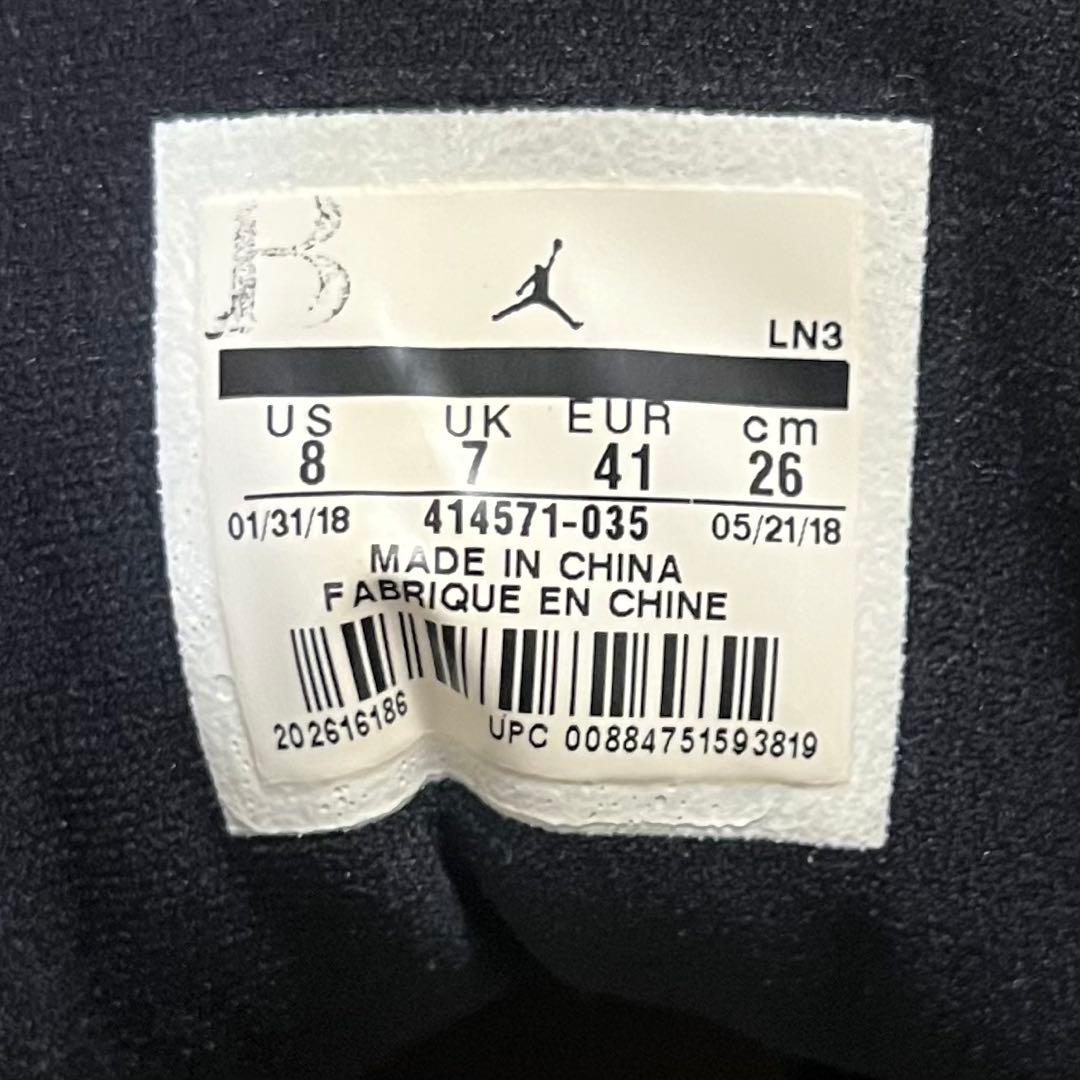 B
LN3
US UK EUR cm
8 7 41 26
01/31/18 414571-035 05/21/18
MADE IN CHINA
FABRIQUE EN CHINE
202616186 UPC 00884751593819